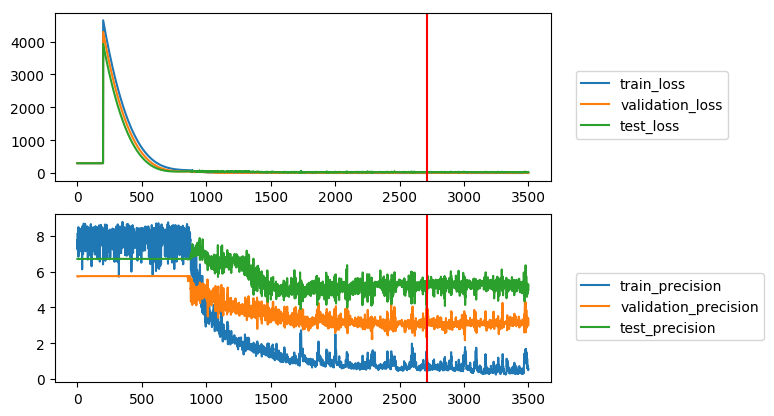 4000
3000
2000
1000
0
0 500 1000 1500 2000 2500 3000 3500
train_loss
validation_loss
test_loss
8
6
4
2
0
0 500 1000 1500 2000 2500 3000 3500
train_precision
validation_precision
test_precision